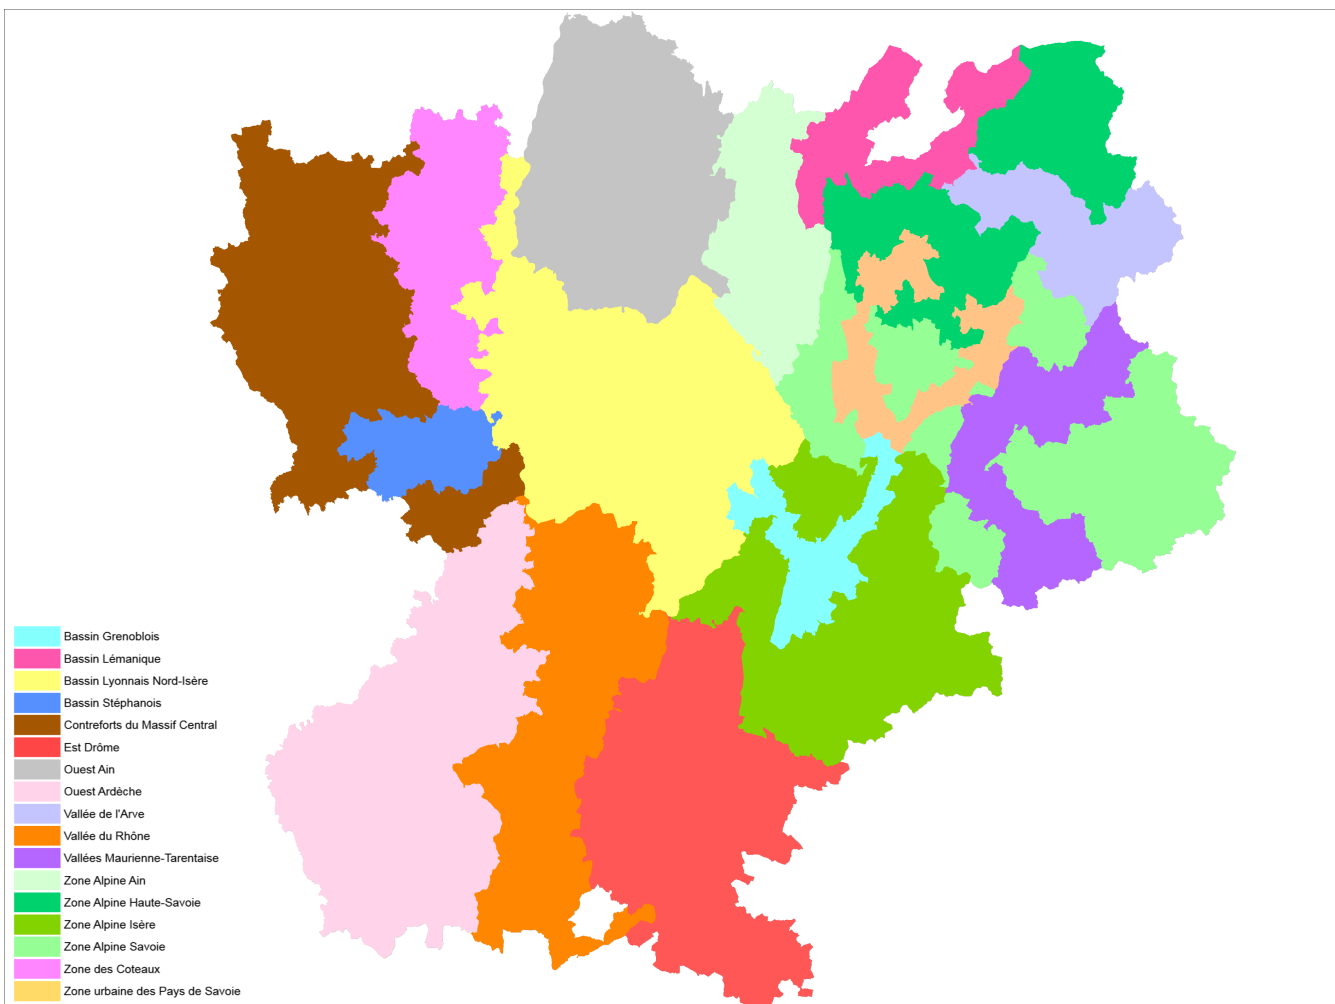 Bassin Grenoblois
Bassin Lémanique
Bassin Lyonnais Nord-Isère
Bassin Stéphanois
Contreforts du Massif Central
Est Drôme
Ouest Ain
Ouest Ardèche
Vallée de l'Arve
Vallée du Rhône
Vallées Maurienne-Tarentaise
Zone Alpine Ain
Zone Alpine Haute-Savoie
Zone Alpine Isère
Zone Alpine Savoie
Zone des Coteaux
Zone urbaine des Pays de Savoie